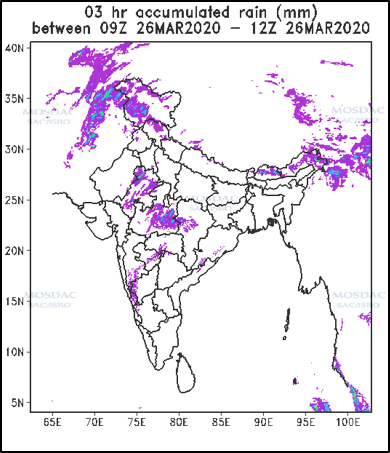 03 hr accumulated rain (mm)
between 09Z 26MAR2020 – 12Z 26MAR2020
40N
35N
MOSDAC MOSDAC
SAC/ISRO SAC/ISRO
30N
25N
MOSDAC MOSDAC
SAC/ISRO
20N
15N
MOSDAC MOSDAC
SAC/ISRO SAC/ISRO
10N
5N
65E 70E 75E 80E 85E 90E 95E 100E